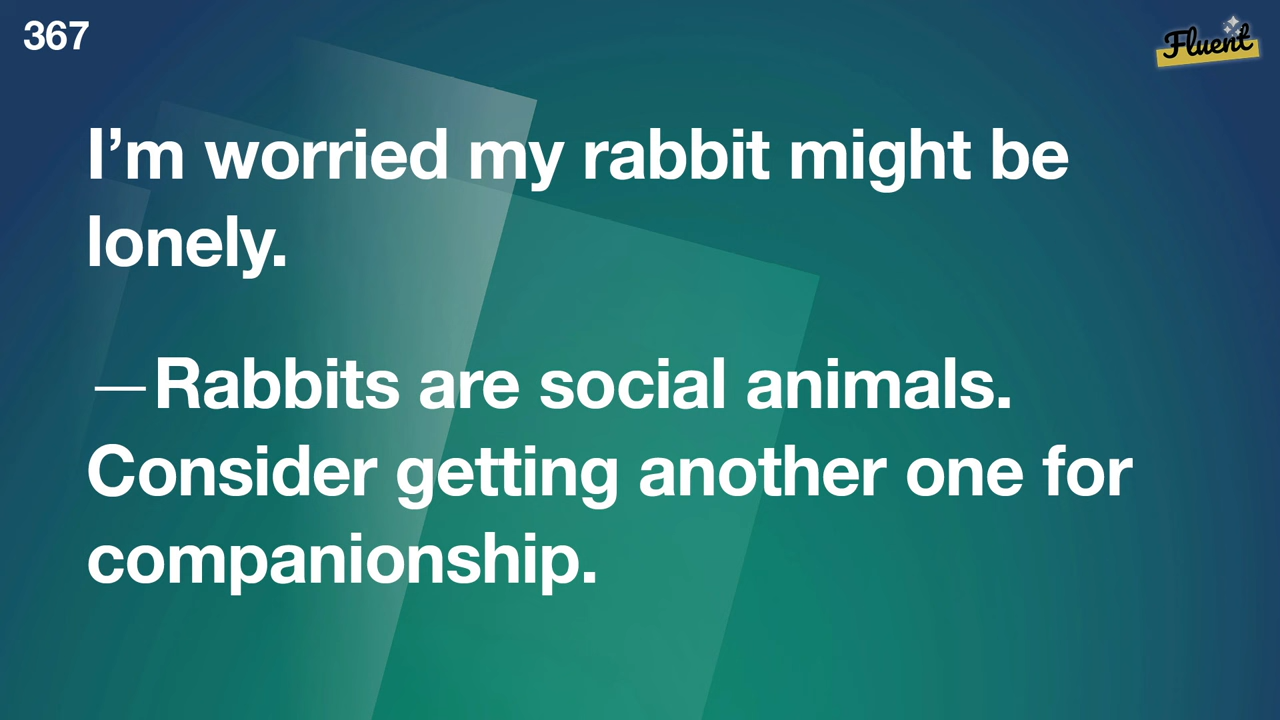 367
Fluent
I’m worried my rabbit might be
lonely.
—Rabbits are social animals.
Consider getting another one for
companionship.